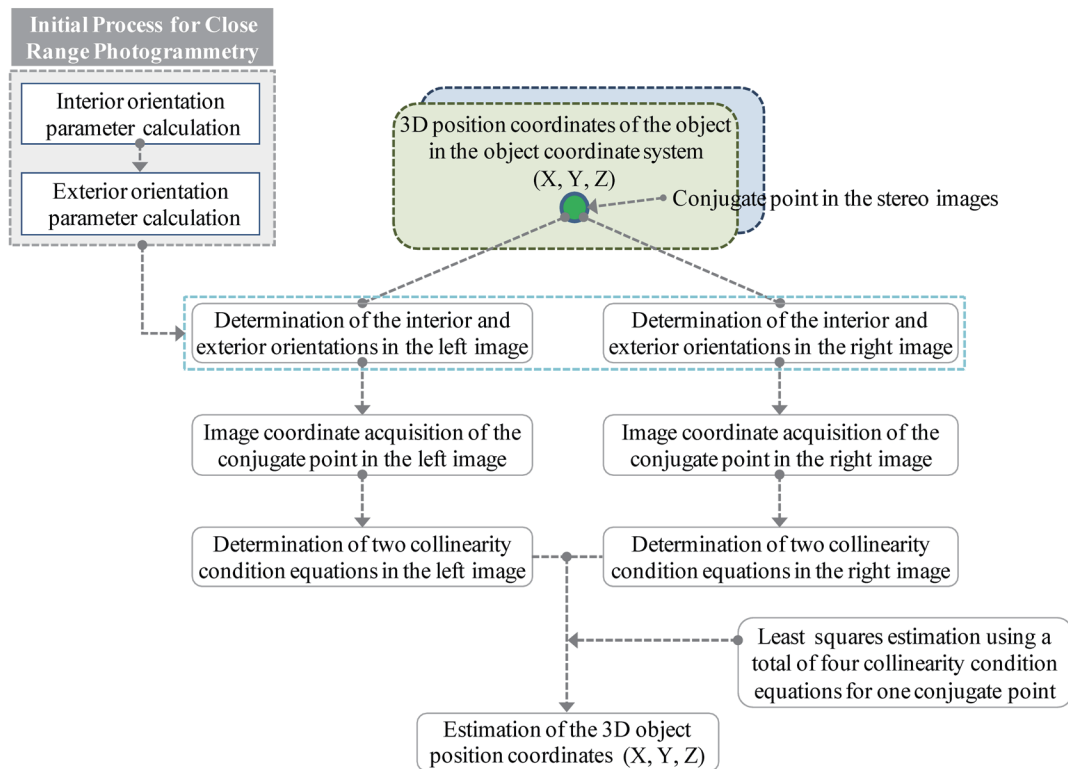 Initial Process for Close
Range Photogrammetry
Interior orientation
parameter calculation
Exterior orientation
parameter calculation
3D position coordinates of the object
in the object coordinate system
(X, Y, Z)
Conjugate point in the stereo images
Determination of the interior and
exterior orientations in the left image
Determination of the interior and
exterior orientations in the right image
Image coordinate acquisition of the
conjugate point in the left image
Image coordinate acquisition of the
conjugate point in the right image
Determination of two collinearity
condition equations in the left image
Determination of two collinearity
condition equations in the right image
Least squares estimation using a
total of four collinearity condition
equations for one conjugate point
Estimation of the 3D object
position coordinates (X, Y, Z)